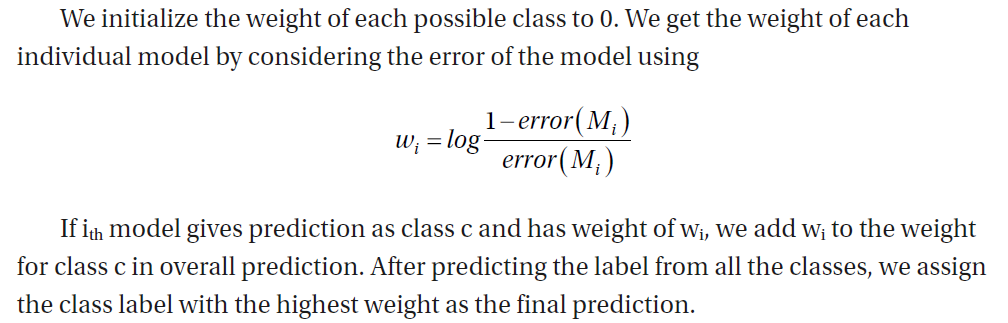 We initialize the weight of each possible class to 0. We get the weight of each
individual model by considering the error of the model using
w_i = log (1 − error(M_i)) / (error(M_i))
If i_th model gives prediction as class c and has weight of w_i, we add w_i to the weight
for class c in overall prediction. After predicting the label from all the classes, we assign
the class label with the highest weight as the final prediction.